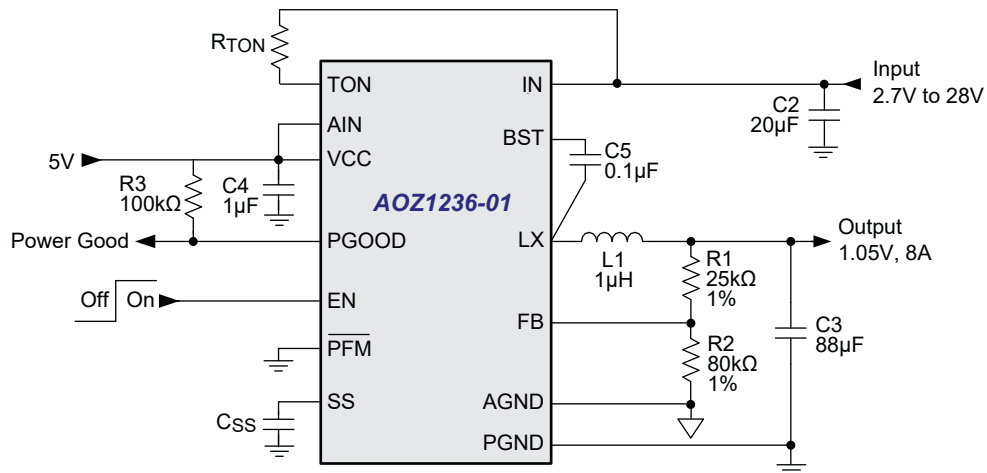 RTON
TON
IN
Input
2.7V to 28V
C2
20µF
AIN
BST
C5
0.1µF
5V
VCC
R3
100kΩ
C4
1µF
AOZ1236-01
Power Good
PGOOD
LX
L1
1µH
Output
1.05V, 8A
R1
25kΩ
1%
Off
On
EN
FB
C3
88µF
PFM
R2
80kΩ
1%
SS
CSS
AGND
PGND